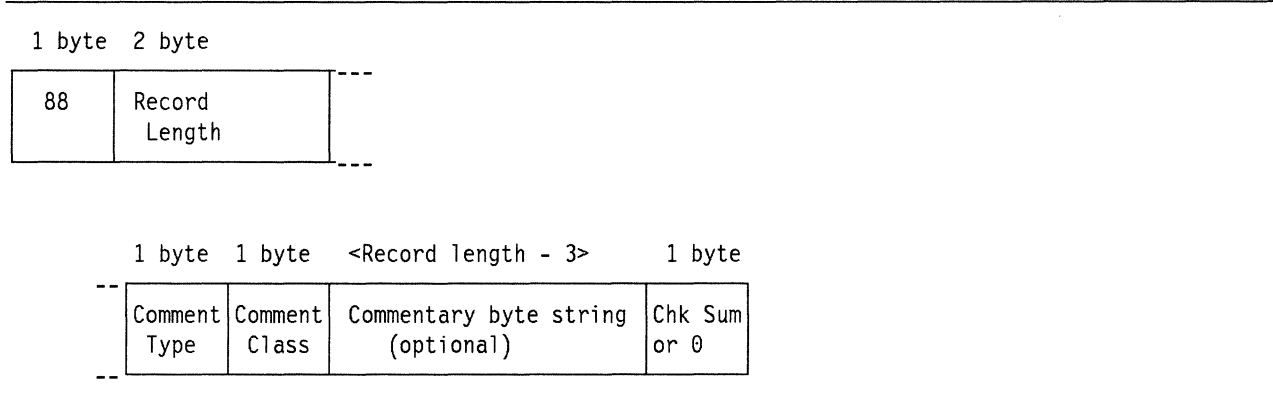 1 byte 2 byte
88 Record
Length
1 byte 1 byte <Record length - 3> 1 byte
Comment Comment Commentary byte string Chk Sum
Type Class (optional) or 0